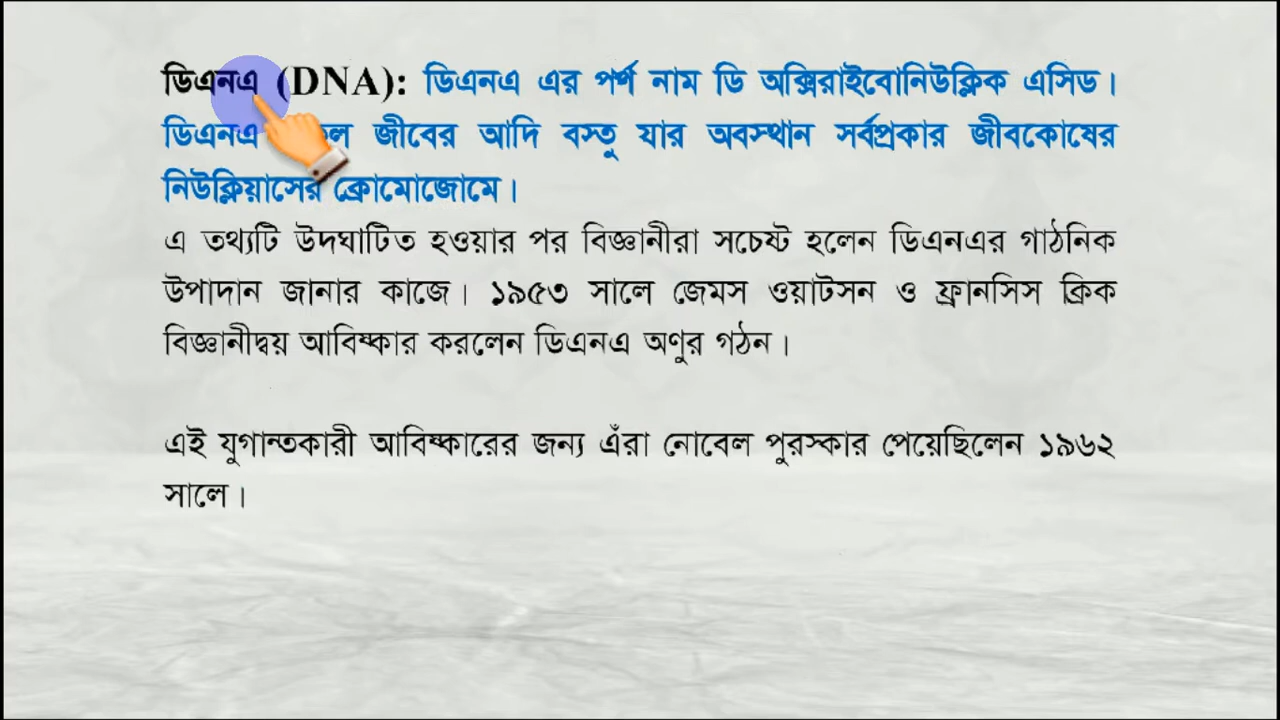 ডিএনএ (DNA): ডিএনএ এর পর্ণ নাম ডি অক্সিরাইবোনিউক্লিক এসিড।
ডিএনএ জীবের আদি বস্তু যার অবস্থান সর্বপ্রকার জীবকোষের
নিউক্লিয়াসের ক্রোমোজোমে।
এ তথ্যটি উদঘাটিত হওয়ার পর বিজ্ঞানীরা সচেষ্ট হলেন ডিএনএর গাঠনিক
উপাদান জানার কাজে। ১৯৫৩ সালে জেমস ওয়াটসন ও ফ্রানসিস ক্রিক
বিজ্ঞানীদ্বয় আবিষ্কার করলেন ডিএনএ অণুর গঠন।
এই যুগান্তকারী আবিষ্কারের জন্য এঁরা নোবেল পুরস্কার পেয়েছিলেন ১৯৬২
সালে।